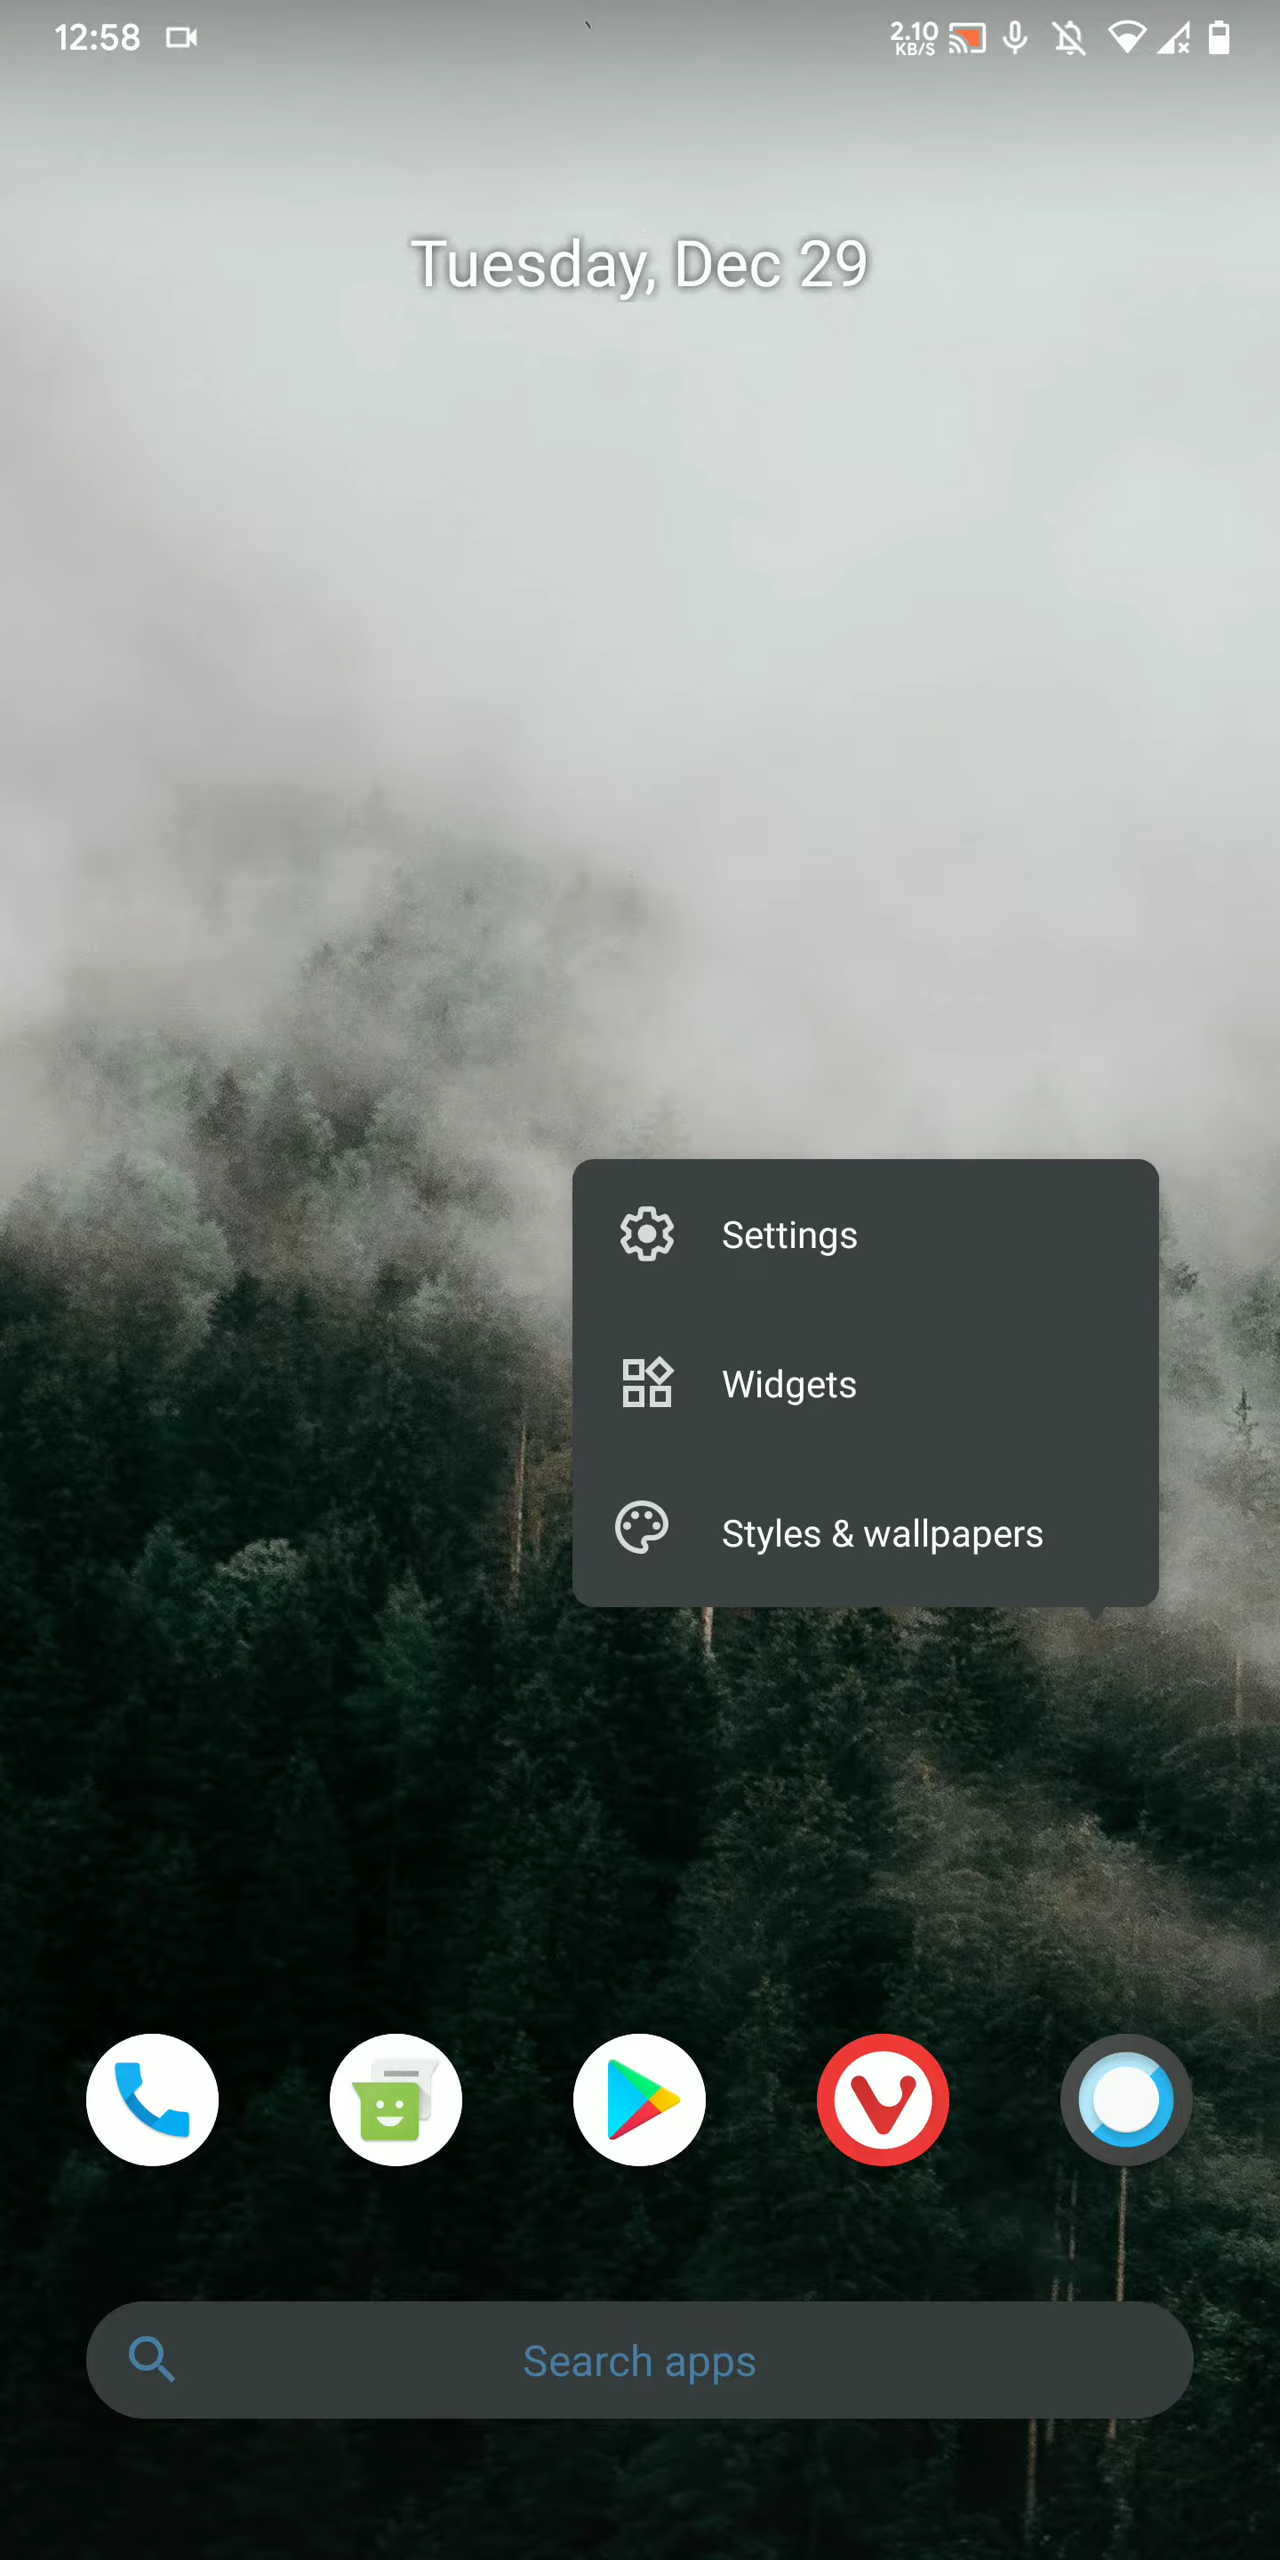 12:58
2.10
KB/S
Tuesday, Dec 29
Settings
Widgets
Styles & wallpapers
Search apps